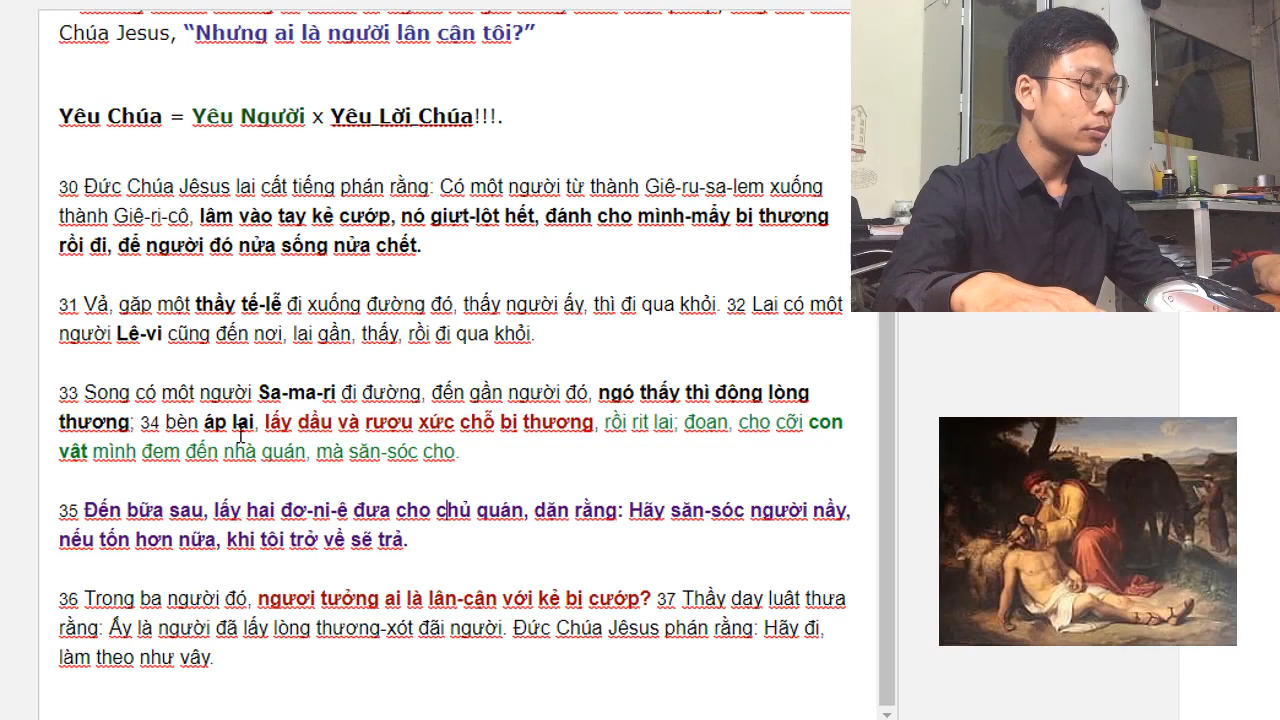 Chúa Jesus, “Nhưng ai là người lân cận tôi?”
Yêu Chúa = Yêu Người x Yêu Lời Chúa!!!.
30 Đức Chúa Jêsus lại cất tiếng phán rằng: Có một người từ thành Giê-ru-sa-lem xuống
thành Giê-ri-cô, lâm vào tay kẻ cướp, nó giựt-lột hết, đánh cho mình-mẩy bị thương
rồi đi, để người đó nửa sống nửa chết.
31 Vả, gặp một thầy tế-lễ đi xuống đường đó, thấy người ấy, thì đi qua khỏi. 32 Lại có một
người Lê-vi cũng đến nơi, lại gần, thấy, rồi đi qua khỏi.
33 Song có một người Sa-ma-ri đi đường, đến gần người đó, ngó thấy thì động lòng
thương; 34 bèn áp lại, lấy dầu và rượu xức chỗ bị thương, rồi rịt lại; đoạn, cho cỡi con
vật mình đem đến nhà quán, mà săn-sóc cho.
35 Đến bữa sau, lấy hai đơ-ni-ê đưa cho chủ quán, dặn rằng: Hãy săn-sóc người nầy,
nếu tốn hơn nữa, khi tôi trở về sẽ trả.
36 Trong ba người đó, ngươi tưởng ai là lân-cận với kẻ bị cướp? 37 Thầy dạy luật thưa
rằng: Ấy là người đã lấy lòng thương-xót đãi người. Đức Chúa Jêsus phán rằng: Hãy đi,
làm theo như vậy.